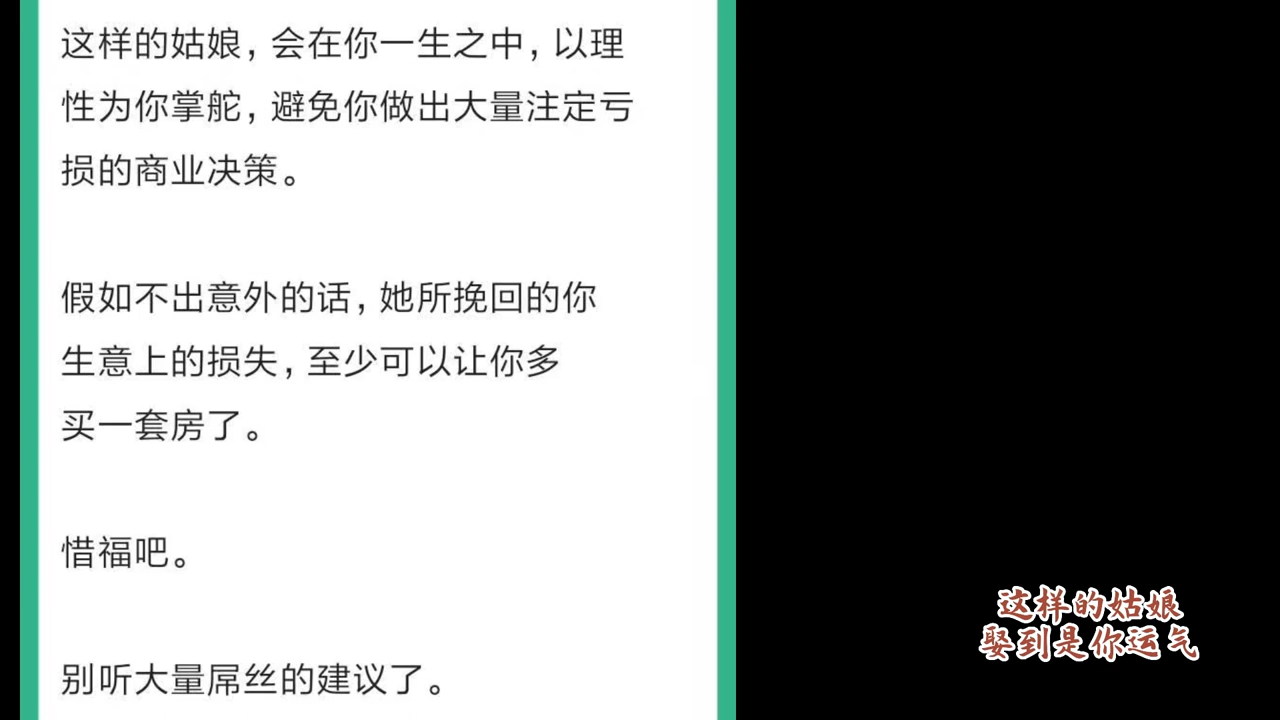 这样的姑娘，会在你一生之中，以理
性为你掌舵，避免你做出大量注定亏
损的商业决策。
假如不出意外的话，她所挽回的你
生意上的损失，至少可以让你多
买一套房了。
惜福吧。
别听大量屌丝的建议了。
这样的姑娘
娶到是你运气